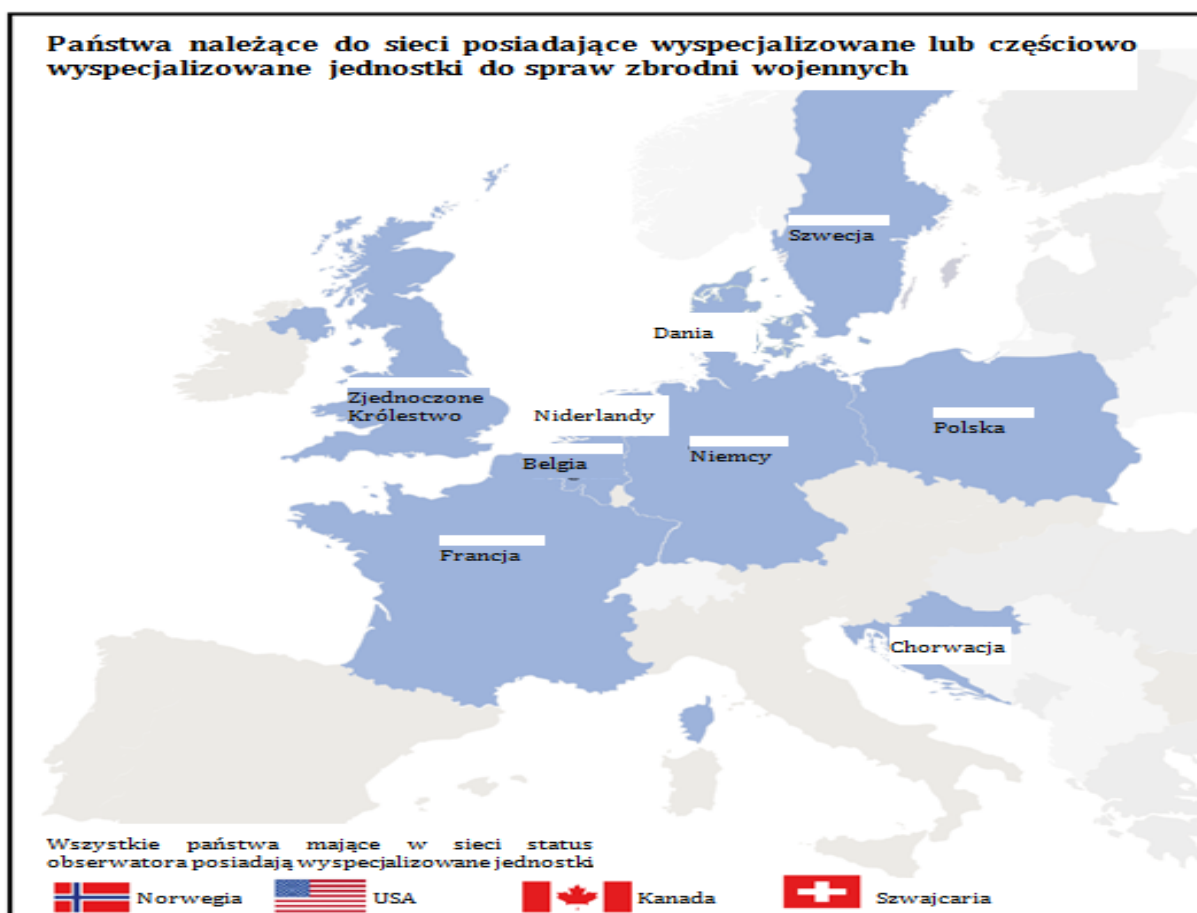 Państwa należące do sieci posiadające wyspecjalizowane lub częściowo
wyspecjalizowane jednostki do spraw zbrodni wojennych
Szwecja
Dania
Zjednoczone
Królestwo
Niderlandy
Polska
Belgia
Niemcy
Francja
Chorwacja
Wszystkie państwa mające w sieci status
obserwatora posiadają wyspecjalizowane jednostki
Norwegia USA Kanada Szwajcaria